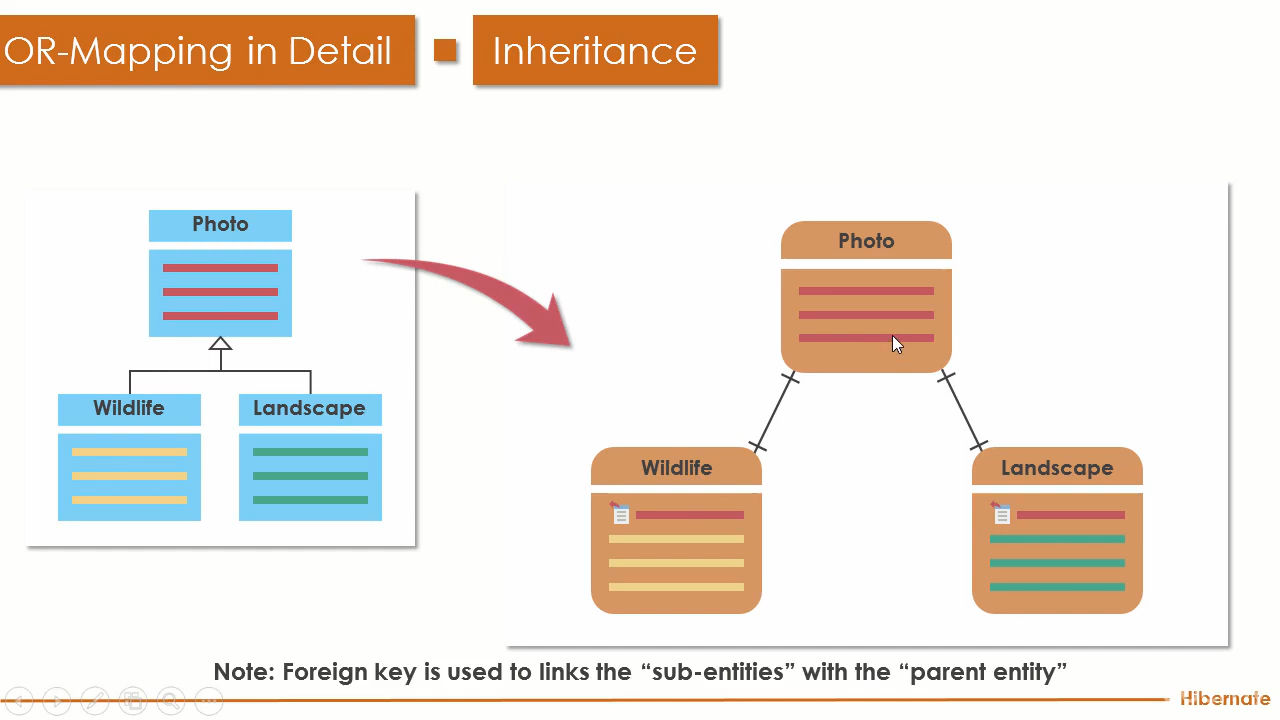 OR-Mapping in Detail
Inheritance
Photo
Wildlife
Landscape
Photo
Wildlife
Landscape
Note: Foreign key is used to links the “sub-entities” with the “parent entity”
Hibernate